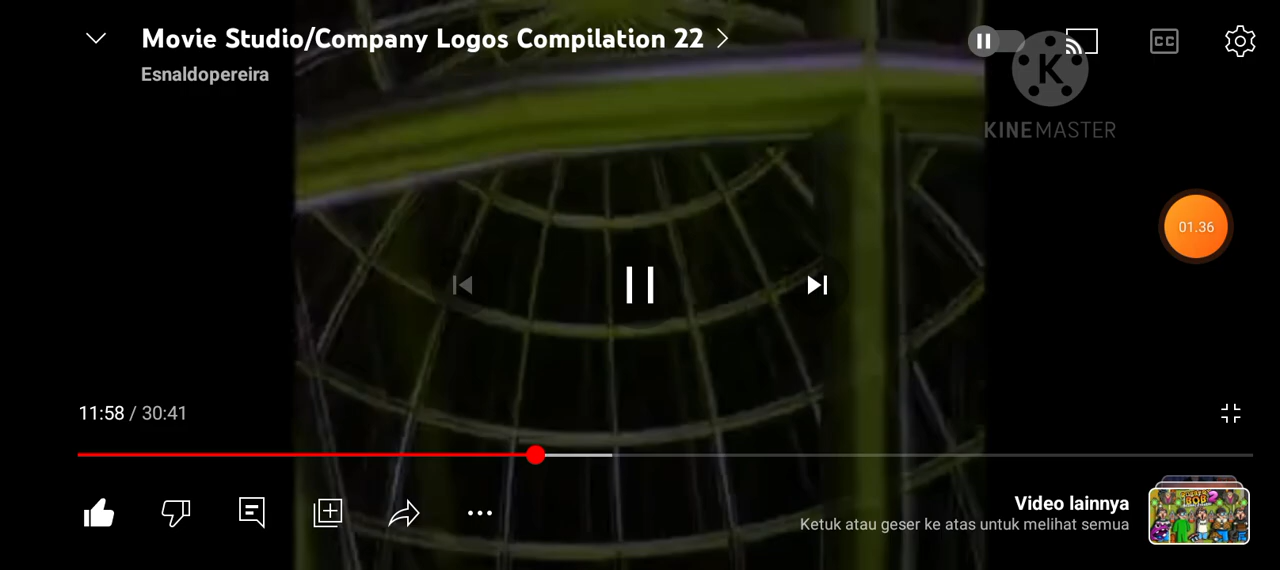 Movie Studio/Company Logos Compilation 22
Esnaldopereira
CC
K
KINEMASTER
01.36
11:58 / 30:41
Video lainnya
Ketuk atau geser ke atas untuk melihat semua